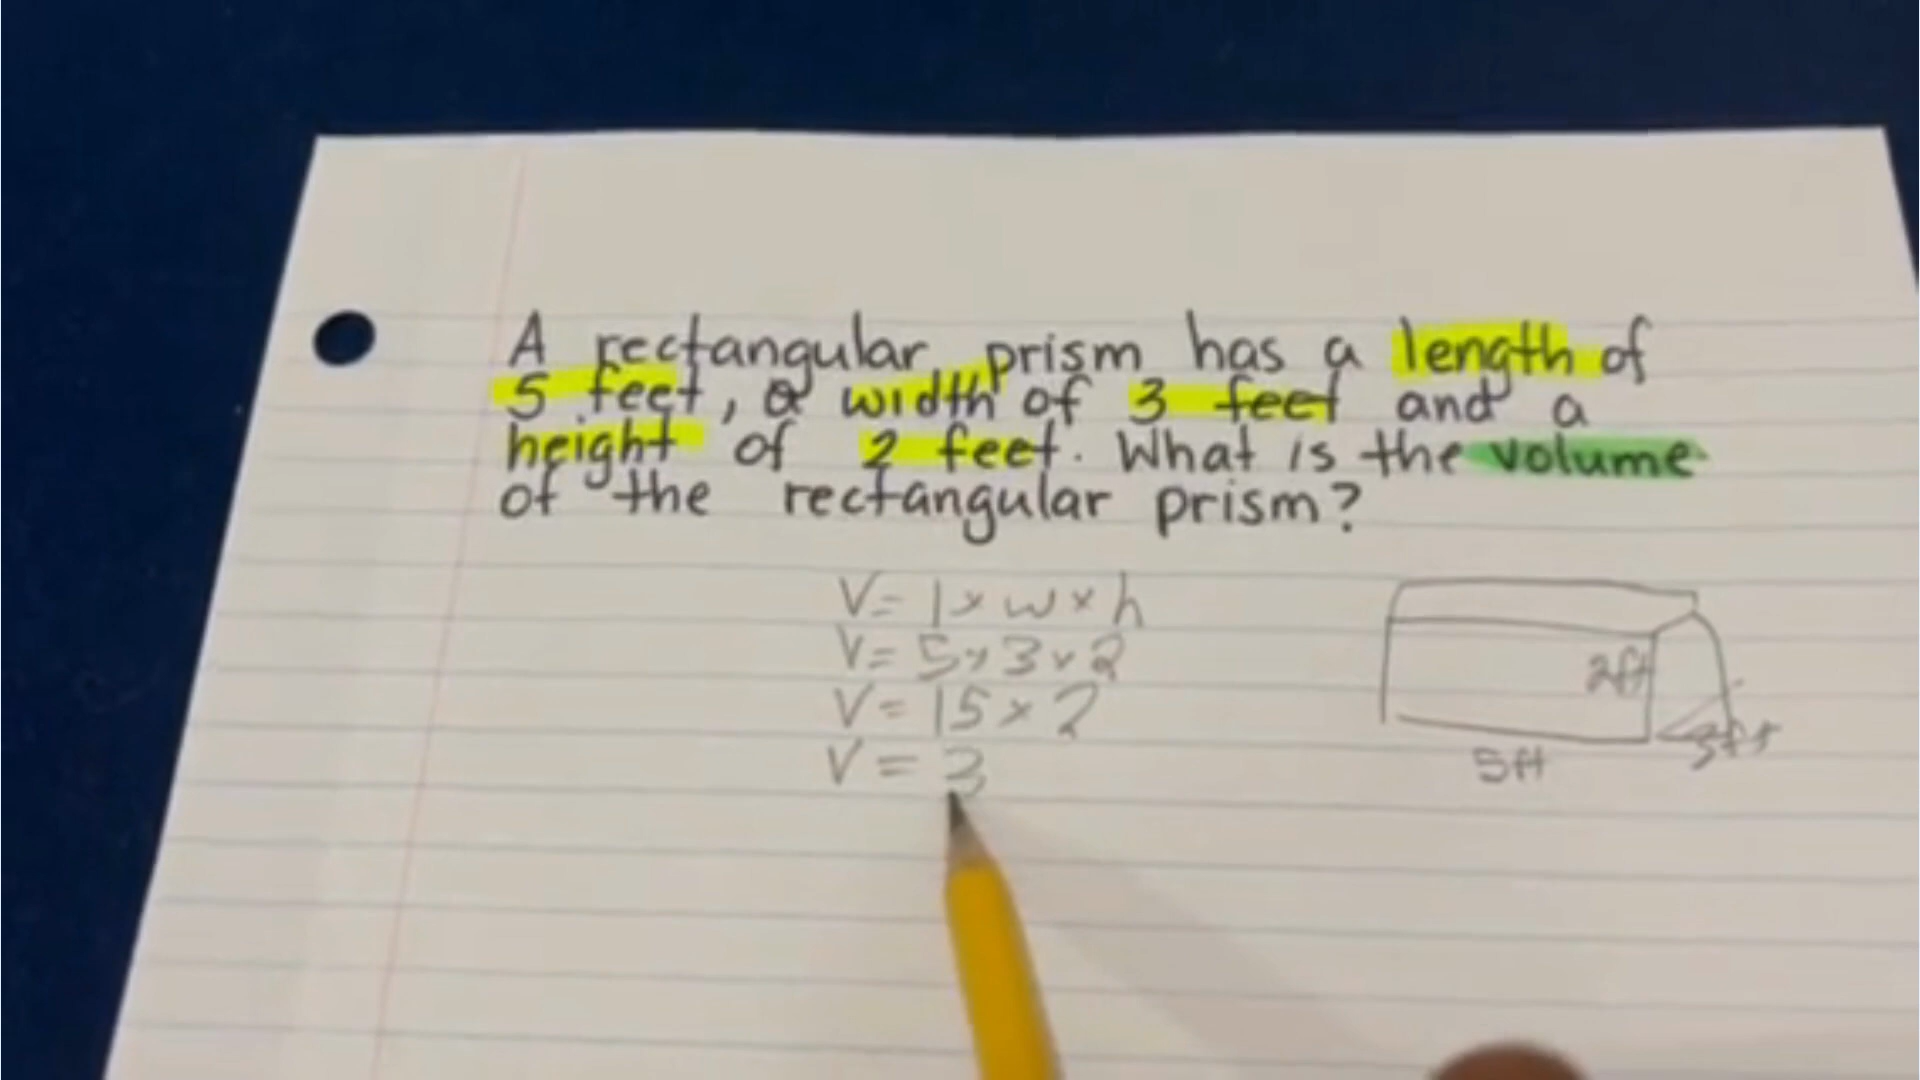 A rectangular prism has a length of
5 feet, a width of 3 feet and a
height of 2 feet. What is the volume
of the rectangular prism?
V = l x w x h
V = 5 x 3 x 2
V = 15 x 2
V = 3
2ft
3ft
5ft